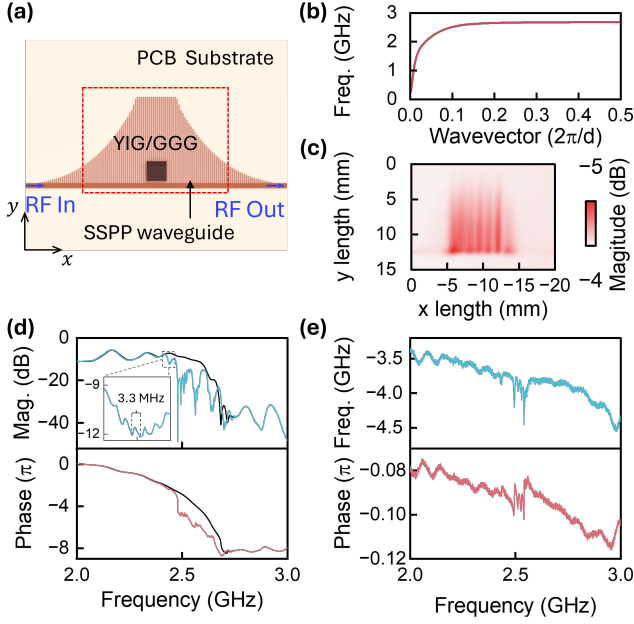 (a)
PCB Substrate
YIG/GGG
RF In
RF Out
SSPP waveguide
y
x
(b)
Freq. (GHz)
3
2
1
0
0.0 0.1 0.2 0.3 0.4 0.5
Wavevector (2π/d)
(c)
y length (mm)
0
5
10
15
0 −5 −10 −15 −20
x length (mm)
−5
−4
Magitude (dB)
(d)
Mag. (dB)
0
−20
−40
−9
3.3 MHz
−12
Phase (π)
0
−4
−8
2.0 2.5 3.0
Frequency (GHz)
(e)
Freq. (GHz)
−3.5
−4.0
−4.5
Phase (π)
−0.08
−0.10
−0.12
2.0 2.5 3.0
Frequency (GHz)